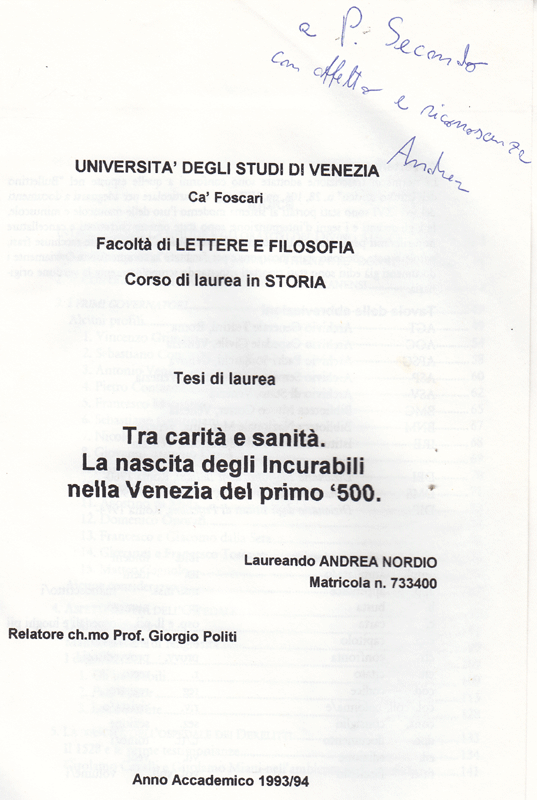 a P. Secondo
con affetto e riconoscenza
Andrea
UNIVERSITA' DEGLI STUDI DI VENEZIA
Ca' Foscari
Facoltà di LETTERE E FILOSOFIA
Corso di laurea in STORIA
Tesi di laurea
Tra carità e sanità.
La nascita degli Incurabili
nella Venezia del primo ‘500.
Laureando ANDREA NORDIO
Matricola n. 733400
Relatore ch.mo Prof. Giorgio Politi
Anno Accademico 1993/94